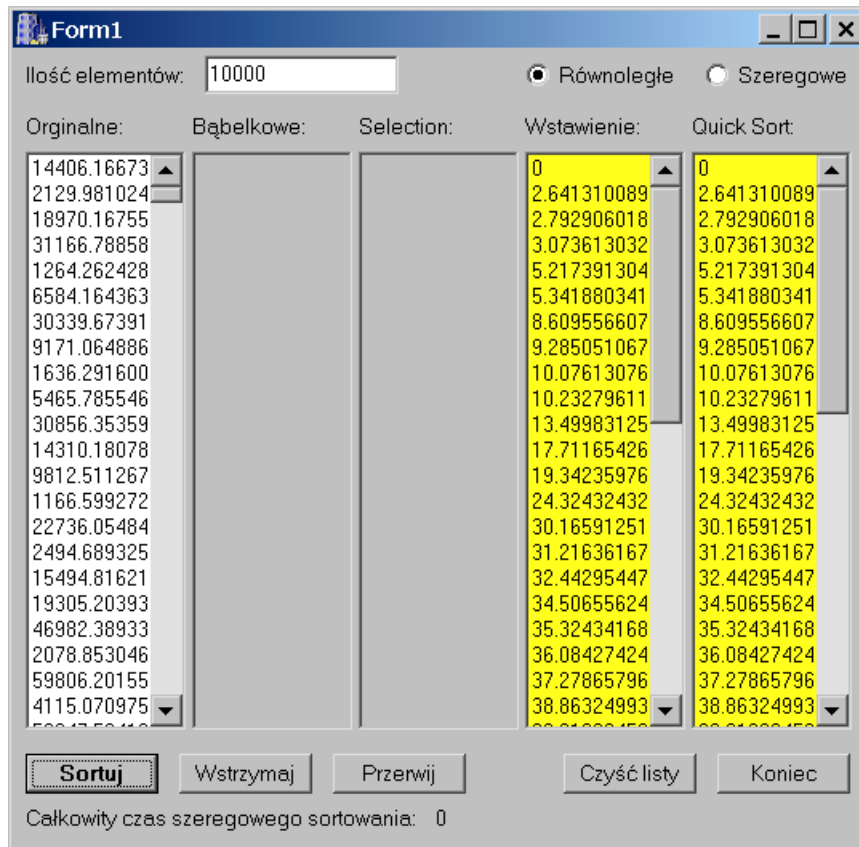 Form1
Ilość elementów: 10000 Równoległe Szeregowe
Orginalne: Bąbelkowe: Selection: Wstawienie: Quick Sort:
14406.16673 0 0
2129.981024 2.641310089 2.641310089
18970.16755 2.792906018 2.792906018
31166.78858 3.073613032 3.073613032
1264.262428 5.217391304 5.217391304
6584.164363 5.341880341 5.341880341
30339.67391 8.609556607 8.609556607
9171.064886 9.285051067 9.285051067
1636.291600 10.07613076 10.07613076
5465.785546 10.23279611 10.23279611
30856.35359 13.49983125 13.49983125
14310.18078 17.71165426 17.71165426
9812.511267 19.34235976 19.34235976
1166.599272 24.32432432 24.32432432
22736.05484 30.16591251 30.16591251
2494.689325 31.21636167 31.21636167
15494.81621 32.44295447 32.44295447
19305.20393 34.50655624 34.50655624
46982.38933 35.32434168 35.32434168
2078.853046 36.08427424 36.08427424
59806.20155 37.27865796 37.27865796
4115.070975 38.86324993 38.86324993
Sortuj Wstrzymaj Przerwij Czyść listy Koniec
Całkowity czas szeregowego sortowania: 0